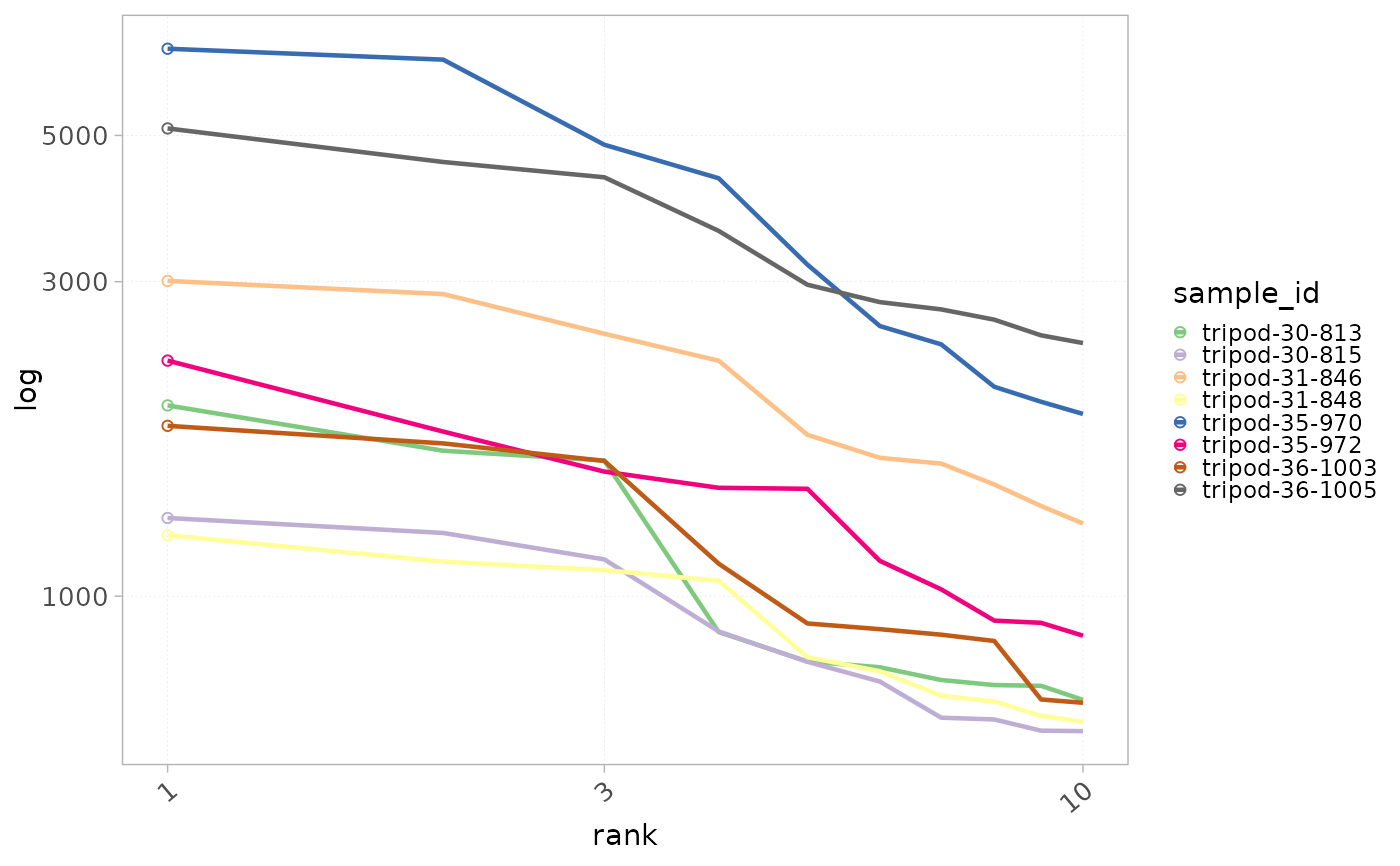 5000
3000
1000
log
1
3
10
rank
sample_id
tripod-30-813
tripod-30-815
tripod-31-846
tripod-31-848
tripod-35-970
tripod-35-972
tripod-36-1003
tripod-36-1005